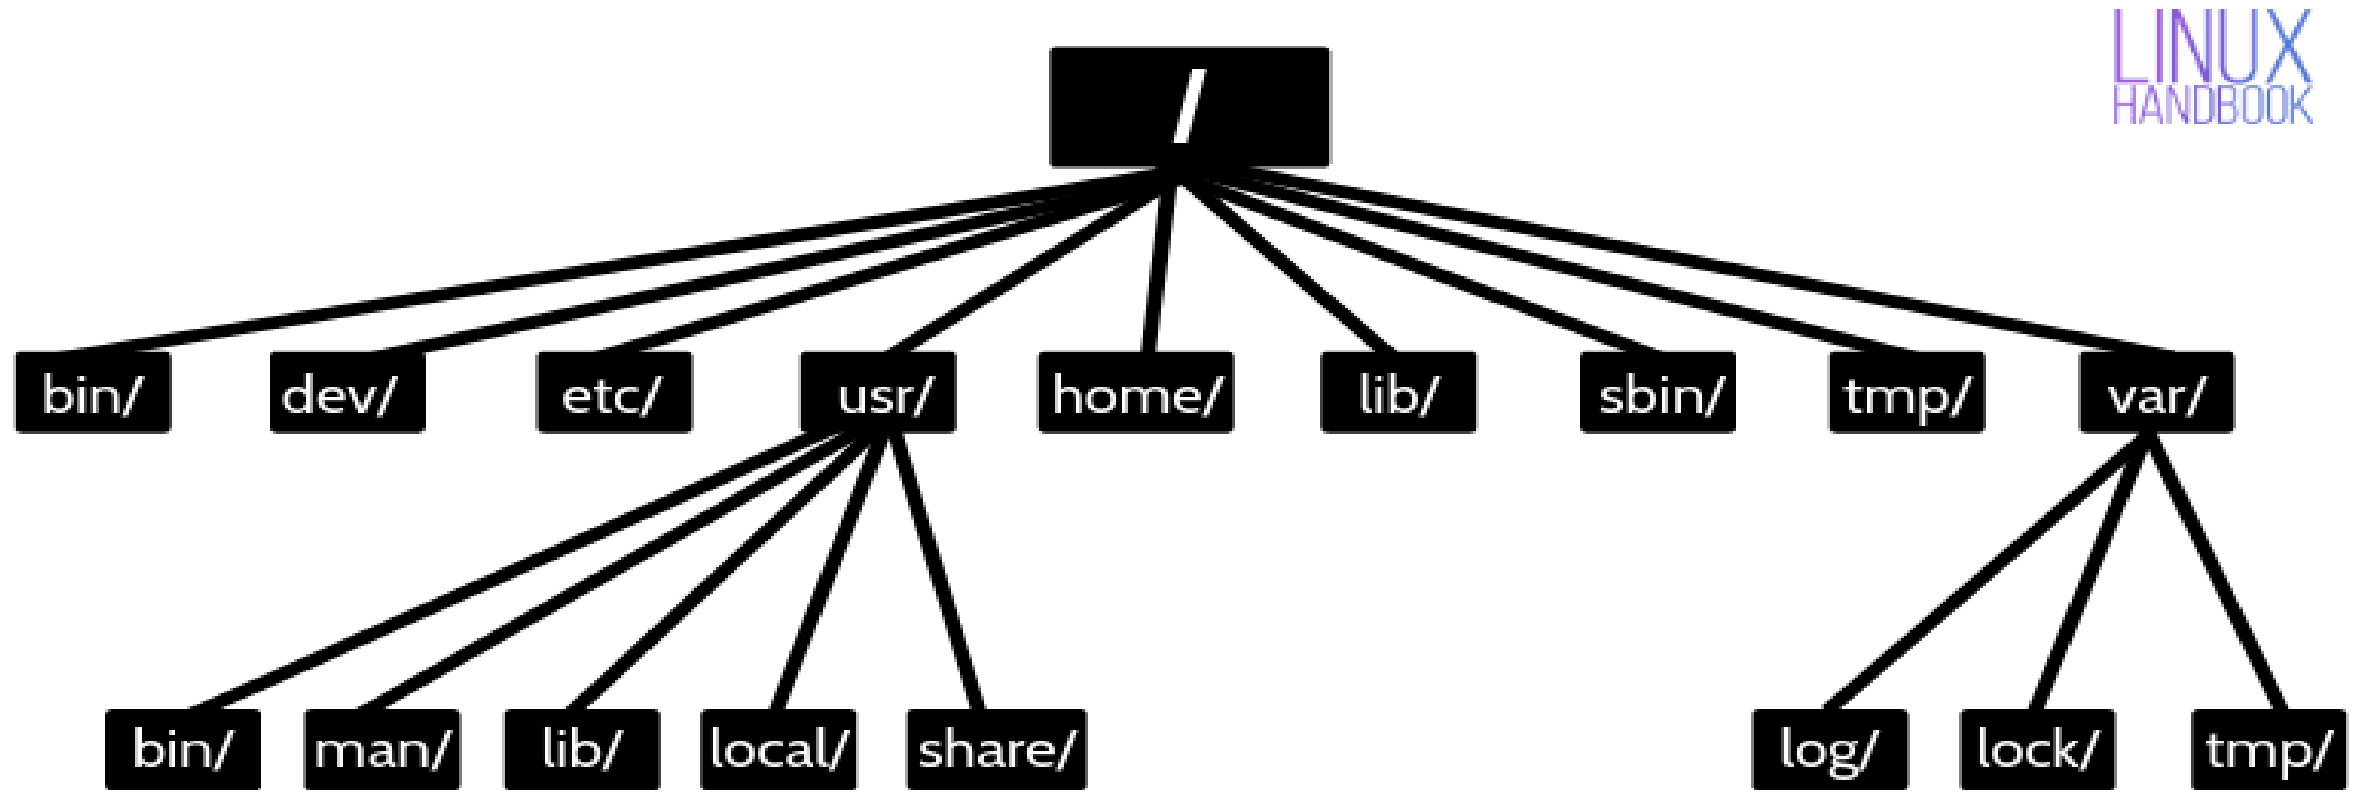 LINUX
HANDBOOK
/
bin/ dev/ etc/ usr/ home/ lib/ sbin/ tmp/ var/
bin/ man/ lib/ local/ share/ log/ lock/ tmp/